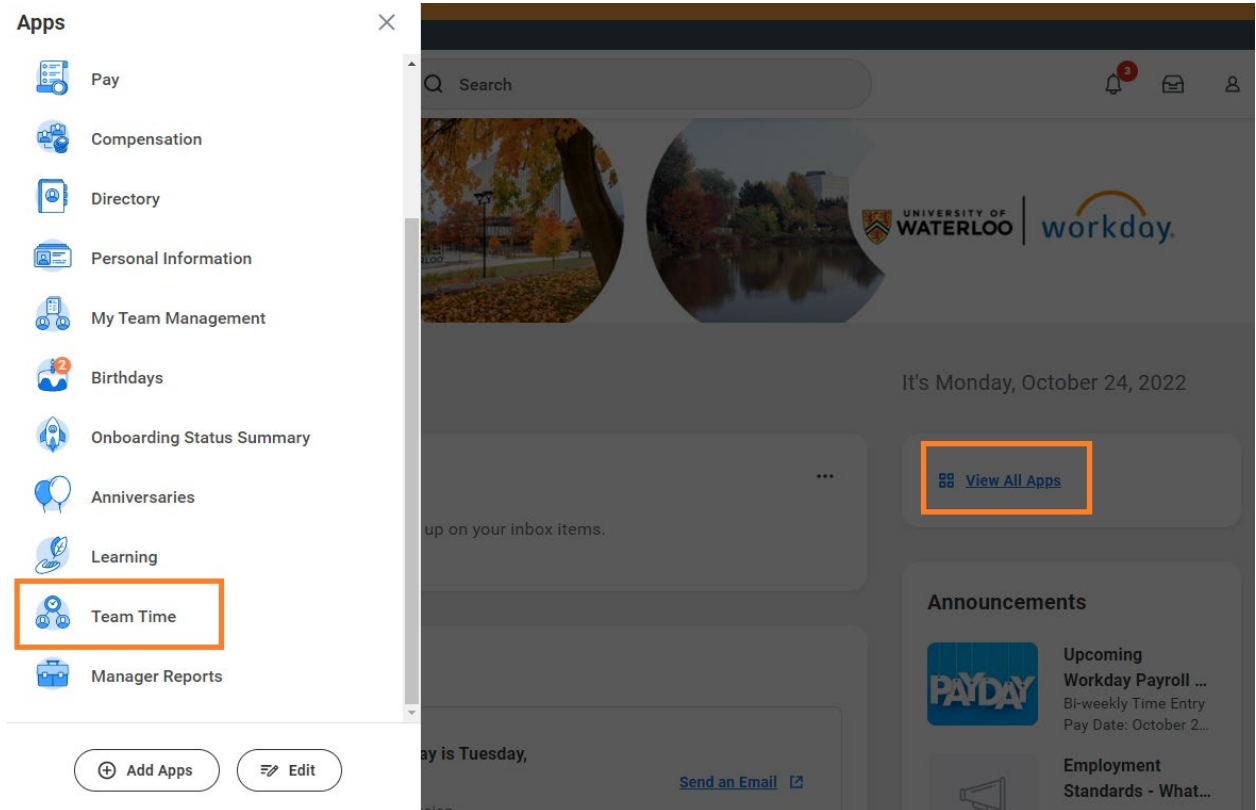 Apps
Pay
Compensation
Directory
Personal Information
My Team Management
2
Birthdays
Onboarding Status Summary
Anniversaries
Learning
Team Time
Manager Reports
Add Apps
Edit
Search
3
UNIVERSITY OF
WATERLOO
workday.
It's Monday, October 24, 2022
View All Apps
up on your inbox items.
Announcements
PAYDAY
Upcoming
Workday Payroll ...
Bi-weekly Time Entry
Pay Date: October 2...
ay is Tuesday,
Send an Email
Employment
Standards - What...